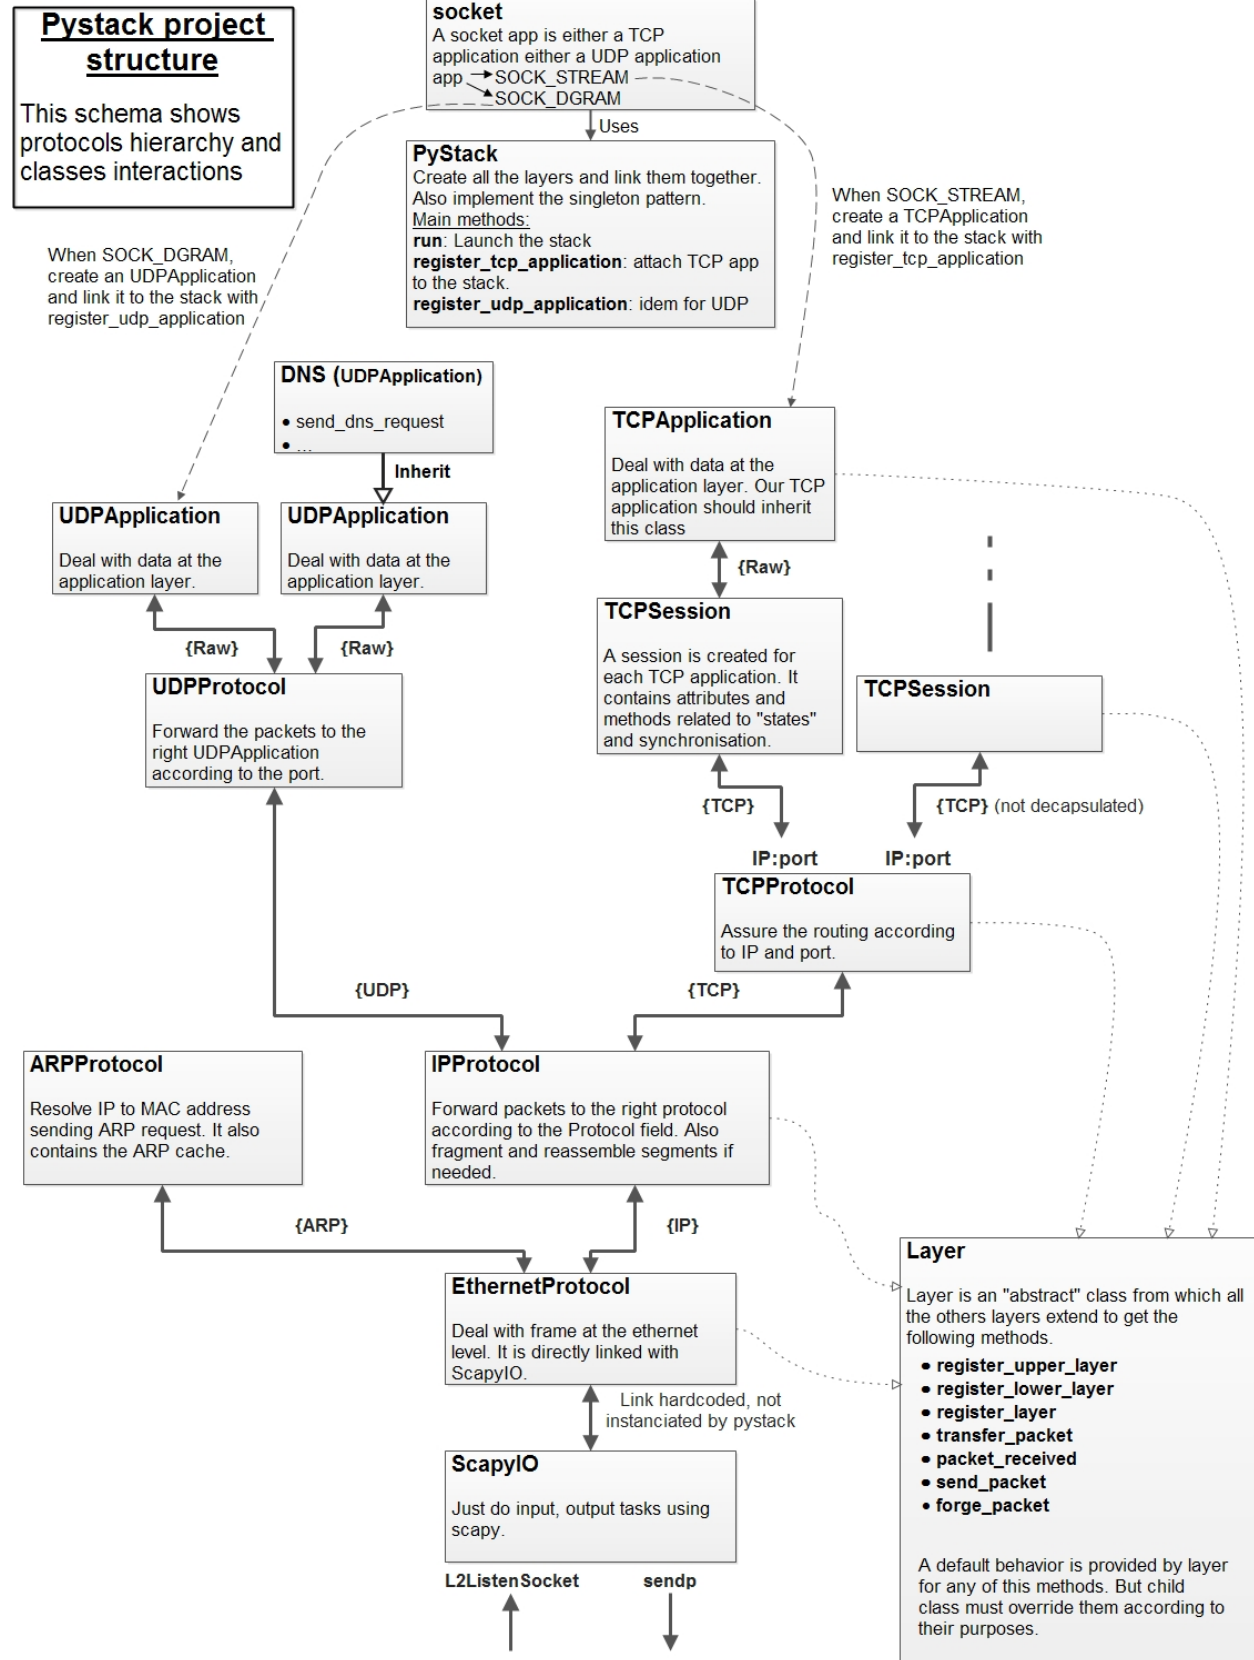 Pystack project
structure
This schema shows
protocols hierarchy and
classes interactions
socket
A socket app is either a TCP
application either a UDP application
app SOCK_STREAM
SOCK_DGRAM
Uses
PyStack
Create all the layers and link them together.
Also implement the singleton pattern.
Main methods:
run: Launch the stack
register_tcp_application: attach TCP app
to the stack.
register_udp_application: idem for UDP
When SOCK_STREAM,
create a TCPApplication
and link it to the stack with
register_tcp_application
When SOCK_DGRAM,
create an UDPApplication
and link it to the stack with
register_udp_application
DNS (UDPApplication)
• send_dns_request
• ...
Inherit
UDPApplication
Deal with data at the
application layer.
UDPApplication
Deal with data at the
application layer.
TCPApplication
Deal with data at the
application layer. Our TCP
application should inherit
this class
{Raw}
{Raw}
{Raw}
UDPProtocol
Forward the packets to the
right UDPApplication
according to the port.
TCPSession
A session is created for
each TCP application. It
contains attributes and
methods related to "states"
and synchronisation.
TCPSession
{TCP}
{TCP} (not decapsulated)
IP:port
IP:port
TCPProtocol
Assure the routing according
to IP and port.
{UDP}
{TCP}
ARPProtocol
Resolve IP to MAC address
sending ARP request. It also
contains the ARP cache.
IPProtocol
Forward packets to the right protocol
according to the Protocol field. Also
fragment and reassemble segments if
needed.
{ARP}
{IP}
EthernetProtocol
Deal with frame at the ethernet
level. It is directly linked with
ScapyIO.
Link hardcoded, not
instanciated by pystack
ScapyIO
Just do input, output tasks using
scapy.
L2ListenSocket
sendp
Layer
Layer is an "abstract" class from which all
the others layers extend to get the
following methods.
• register_upper_layer
• register_lower_layer
• register_layer
• transfer_packet
• packet_received
• send_packet
• forge_packet
A default behavior is provided by layer
for any of this methods. But child
class must override them according to
their purposes.